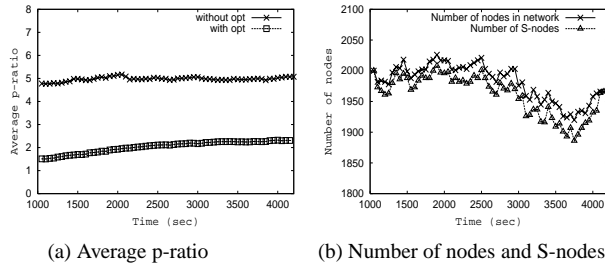 without opt
with opt
8
7
6
5
4
3
2
1
0
Average p-ratio
1000 1500 2000 2500 3000 3500 4000
Time (sec)
(a) Average p-ratio
Number of nodes in network
Number of S-nodes
2100
2050
2000
1950
1900
1850
1800
Number of nodes
1000 1500 2000 2500 3000 3500 4000
Time (sec)
(b) Number of nodes and S-nodes